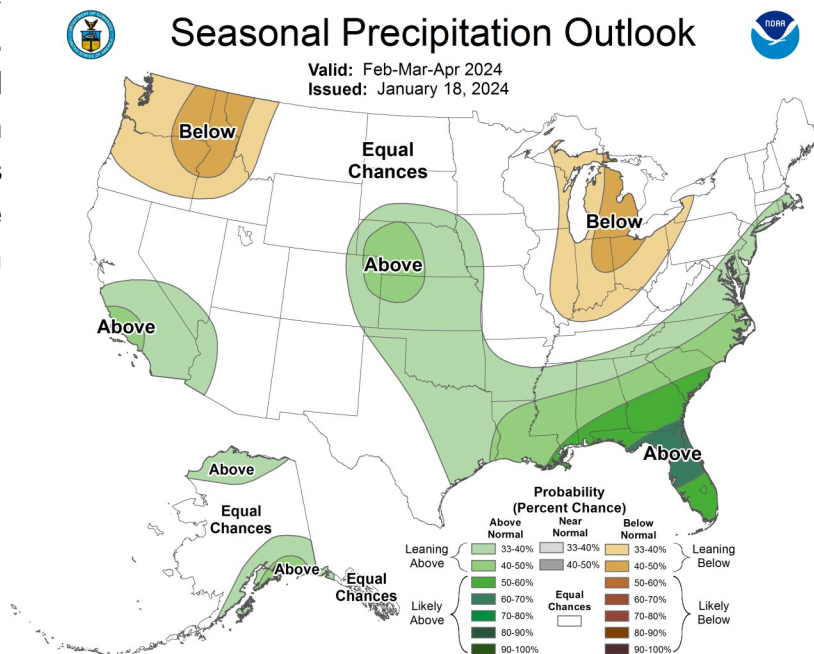 Seasonal Precipitation Outlook
NOAA
Valid: Feb-Mar-Apr 2024
Issued: January 18, 2024
Below
Equal
Chances
Below
Above
Above
Above
Above
Equal
Chances
Above
Equal
Chances
Probability
(Percent Chance)
Above
Normal
Near
Normal
Below
Normal
Leaning
Above
33-40%
33-40%
33-40%
Leaning
Below
40-50%
40-50%
40-50%
Likely
Above
50-60%
50-60%
Likely
Below
60-70%
Equal
Chances
60-70%
70-80%
70-80%
80-90%
80-90%
90-100%
90-100%